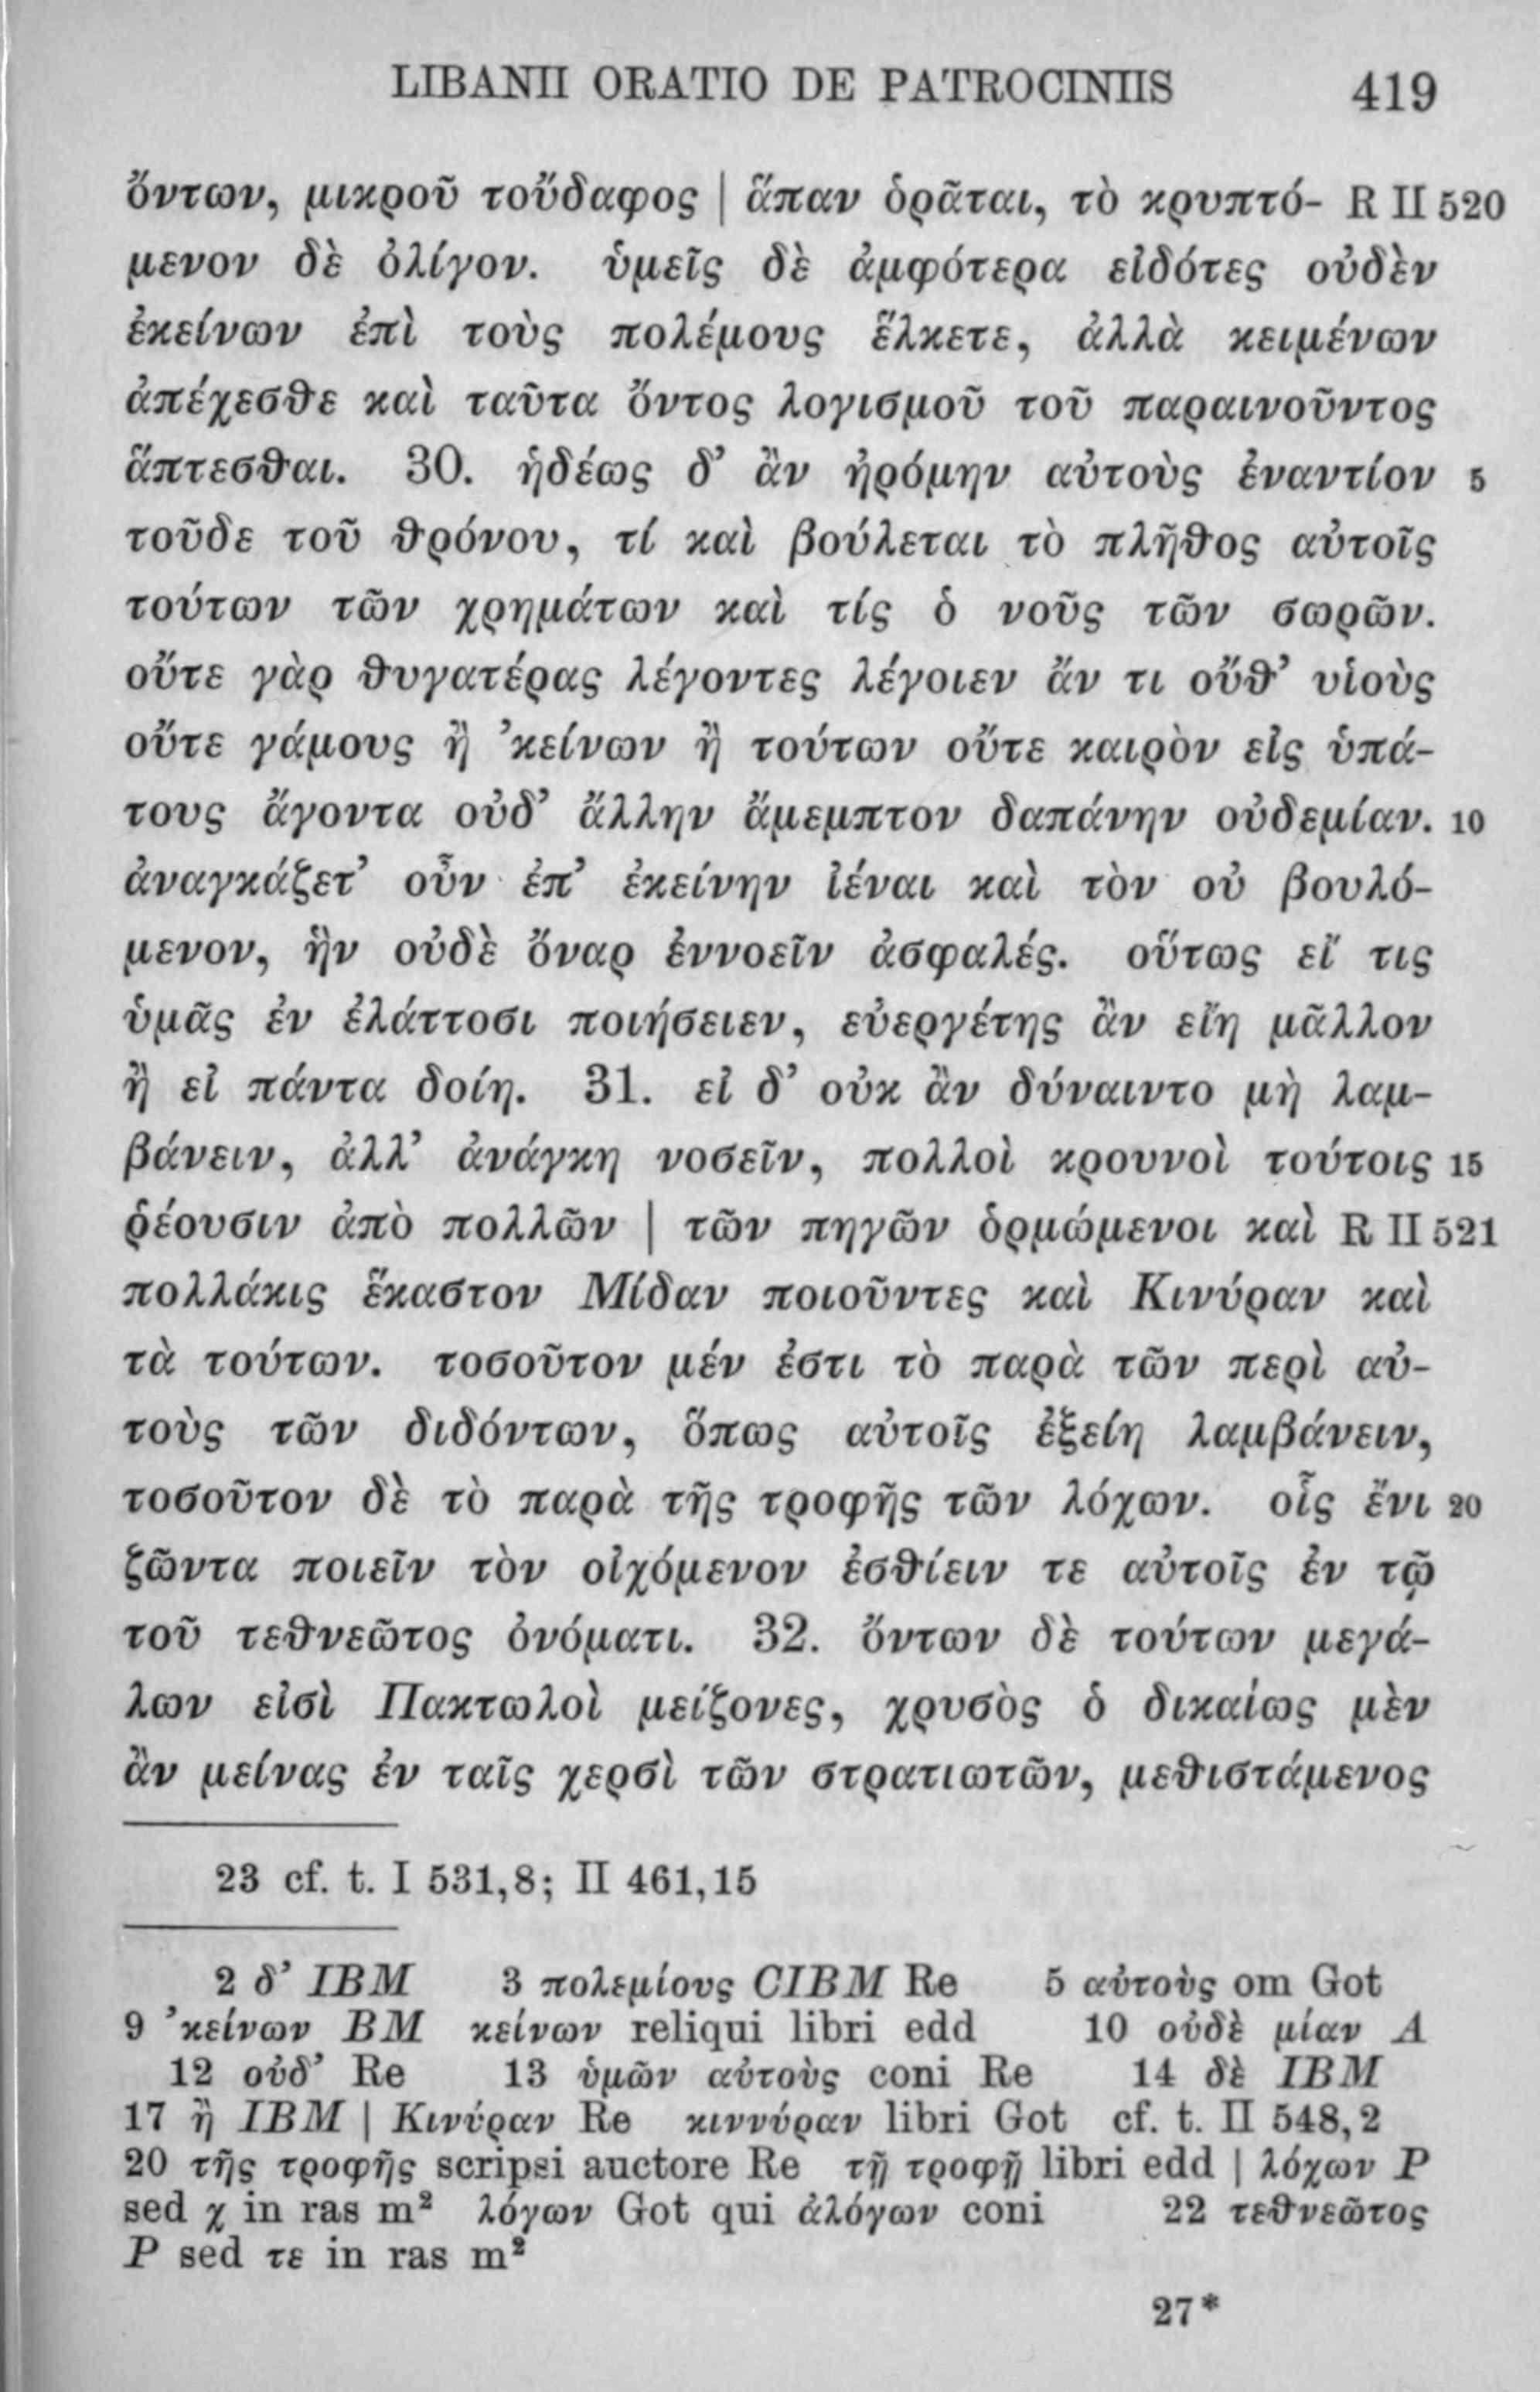 LIBANII ORATIO DE PATROCINIIS 419
ὄντων, μικροῦ τοὔδαφος | ἅπαν ὁρᾶται, τὸ κρυπτό- R II 520
μενον δὲ ὀλίγον. ὑμεῖς δὲ ἀμφότερα εἰδότες οὐδὲν
ἐκείνων ἐπὶ τοὺς πολέμους ἕλκετε, ἀλλὰ κειμένων
ἀπέχεσθε καὶ ταῦτα ὄντος λογισμοῦ τοῦ παραινοῦντος
ἅπτεσθαι. 30. ἡδέως δ’ ἂν ἠρόμην αὐτοὺς ἐναντίον 5
τοῦδε τοῦ θρόνου, τί καὶ βούλεται τὸ πλῆθος αὐτοῖς
τούτων τῶν χρημάτων καὶ τίς ὁ νοῦς τῶν σωρῶν.
οὔτε γὰρ θυγατέρας λέγοντες λέγοιεν ἄν τι οὔθ’ υἱοὺς
οὔτε γάμους ἢ ’κείνων ἢ τούτων οὔτε καιρὸν εἰς ὑπά-
τους ἄγοντα οὐδ’ ἄλλην ἄμεμπτον δαπάνην οὐδεμίαν. 10
ἀναγκάζετ’ οὖν ἐπ’ ἐκείνην ἰέναι καὶ τὸν οὐ βουλό-
μενον, ἣν οὐδὲ ὄναρ ἐννοεῖν ἀσφαλές. οὕτως εἴ τις
ὑμᾶς ἐν ἐλάττοσι ποιήσειεν, εὐεργέτης ἂν εἴη μᾶλλον
ἢ εἰ πάντα δοίη. 31. εἰ δ’ οὐκ ἂν δύναιντο μὴ λαμ-
βάνειν, ἀλλ’ ἀνάγκη νοσεῖν, πολλοὶ κρουνοὶ τούτοις 15
ῥέουσιν ἀπὸ πολλῶν | τῶν πηγῶν ὁρμώμενοι καὶ R II 521
πολλάκις ἕκαστον Μίδαν ποιοῦντες καὶ Κινύραν καὶ
τὰ τούτων. τοσοῦτον μέν ἐστι τὸ παρὰ τῶν περὶ αὐ-
τοὺς τῶν διδόντων, ὅπως αὐτοῖς ἐξείη λαμβάνειν,
τοσοῦτον δὲ τὸ παρὰ τῆς τροφῆς τῶν λόχων. οἷς ἔνι 20
ζῶντα ποιεῖν τὸν οἰχόμενον ἐσθίειν τε αὐτοῖς ἐν τῷ
τοῦ τεθνεῶτος ὀνόματι. 32. ὄντων δὲ τούτων μεγά-
λων εἰσὶ Πακτωλοὶ μείζονες, χρυσὸς ὁ δικαίως μὲν
ἂν μείνας ἐν ταῖς χερσὶ τῶν στρατιωτῶν, μεθιστάμενος
23 cf. t. I 531,8; II 461,15
2 δ’ IBM 3 πολεμίους CIBM Re 5 αὐτοὺς om Got
9 ’κείνων BM κείνων reliqui libri edd 10 οὐδὲ μίαν A
12 οὐδ’ Re 13 ὑμῶν αὐτοὺς coni Re 14 δὲ IBM
17 ἢ IBM | Κινύραν Re κιννύραν libri Got cf. t. II 548,2
20 τῆς τροφῆς scripsi auctore Re τῇ τροφῇ libri edd | λόχων P
sed χ in ras m² λόγων Got qui ἀλόγων coni 22 τεθνεῶτος
P sed τε in ras m²
27*